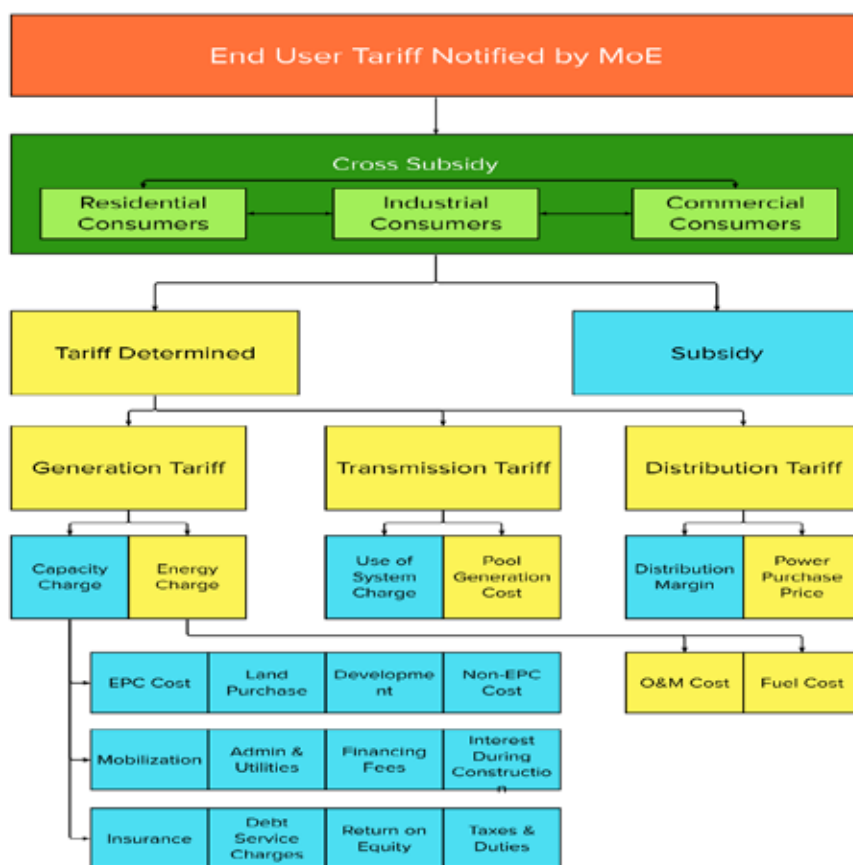 End User Tariff Notified by MoE
Cross Subsidy
Residential
Consumers
Industrial
Consumers
Commercial
Consumers
Tariff Determined
Subsidy
Generation Tariff
Transmission Tariff
Distribution Tariff
Capacity
Charge
Energy
Charge
Use of
System
Charge
Pool
Generation
Cost
Distribution
Margin
Power
Purchase
Price
EPC Cost
Land
Purchase
Developme
nt
Non-EPC
Cost
O&M Cost
Fuel Cost
Mobilization
Admin &
Utilities
Financing
Fees
Interest
During
Constructio
n
Insurance
Debt
Service
Charges
Return on
Equity
Taxes &
Duties